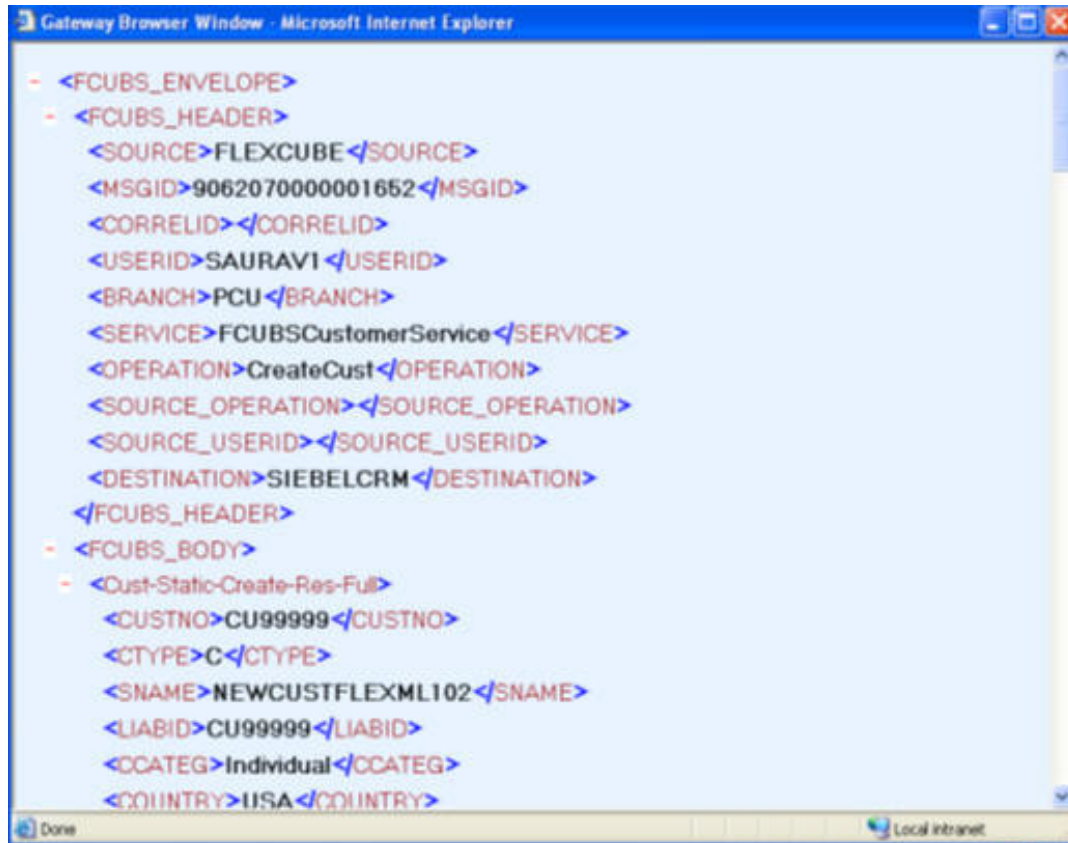 Gateway Browser Window - Microsoft Internet Explorer
- <FCUBS_ENVELOPE>
- <FCUBS_HEADER>
<SOURCE>FLEXCUBE</SOURCE>
<MSGID>9062070000001652</MSGID>
<CORRELID></CORRELID>
<USERID>SAURAV1</USERID>
<BRANCH>PCU</BRANCH>
<SERVICE>FCUBSCustomerService</SERVICE>
<OPERATION>CreateCust</OPERATION>
<SOURCE_OPERATION></SOURCE_OPERATION>
<SOURCE_USERID></SOURCE_USERID>
<DESTINATION>SIEBELCRM</DESTINATION>
</FCUBS_HEADER>
- <FCUBS_BODY>
- <Cust-Static-Create-Res-Full>
<CUSTNO>CU99999</CUSTNO>
<CTYPE>C</CTYPE>
<SNAME>NEWCUSTFLEXML102</SNAME>
<LIABID>CU99999</LIABID>
<CCATEG>Individual</CCATEG>
<COUNTRY>USA</COUNTRY>
Done
Local intranet